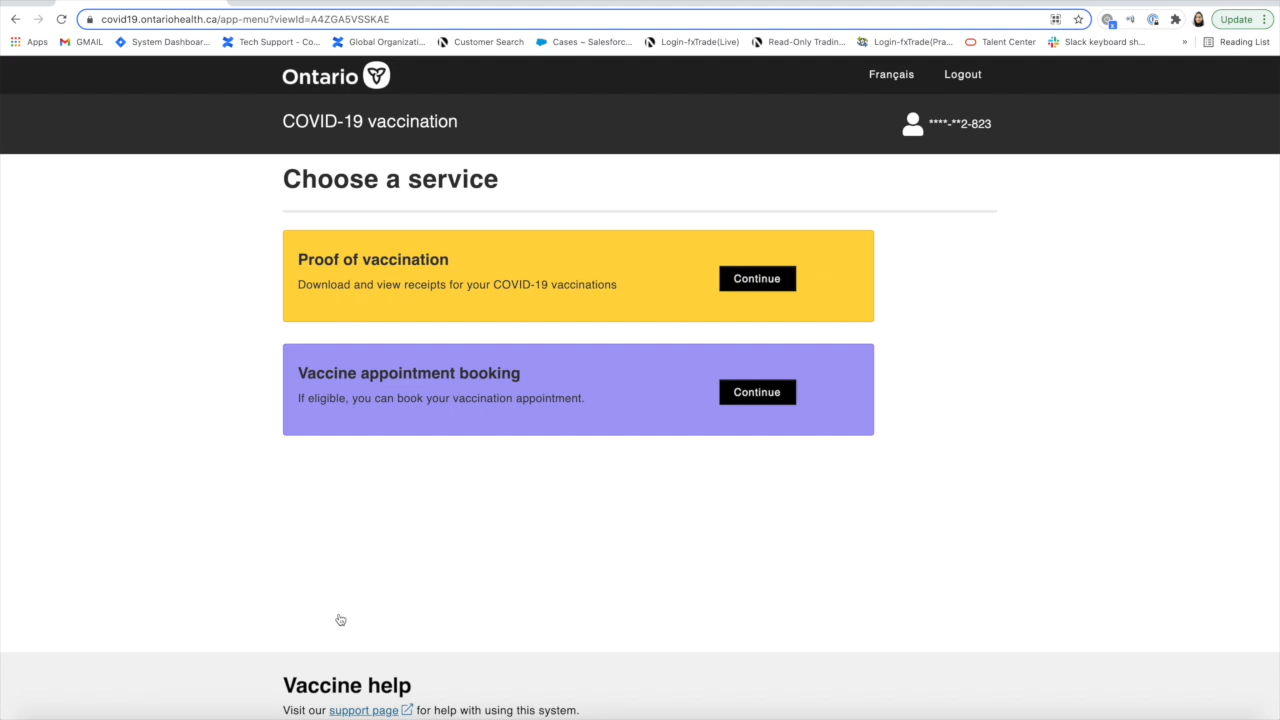 covid19.ontariohealth.ca/app-menu?viewId=A4ZGA5VSSKAE
Update
Apps GMAIL System Dashboar... Tech Support - Co... Global Organizati... Customer Search Cases ~ Salesforc... Login-fxTrade(Live) Read-Only Tradin... Login-fxTrade(Pra... Talent Center Slack keyboard sh... » Reading List
Ontario Français Logout
COVID-19 vaccination ****-**2-823
Choose a service
Proof of vaccination
Download and view receipts for your COVID-19 vaccinations
Continue
Vaccine appointment booking
If eligible, you can book your vaccination appointment.
Continue
Vaccine help
Visit our support page for help with using this system.